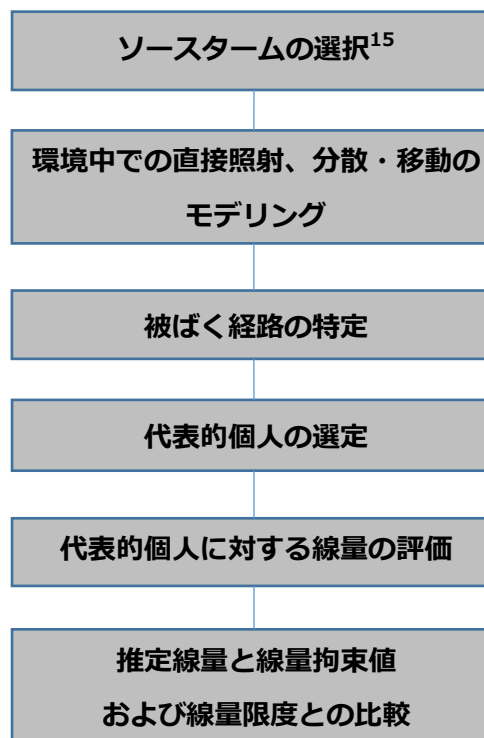 ソースタームの選択15
環境中での直接照射、分散・移動の
モデリング
被ばく経路の特定
代表的個人の選定
代表的個人に対する線量の評価
推定線量と線量拘束値
および線量限度との比較